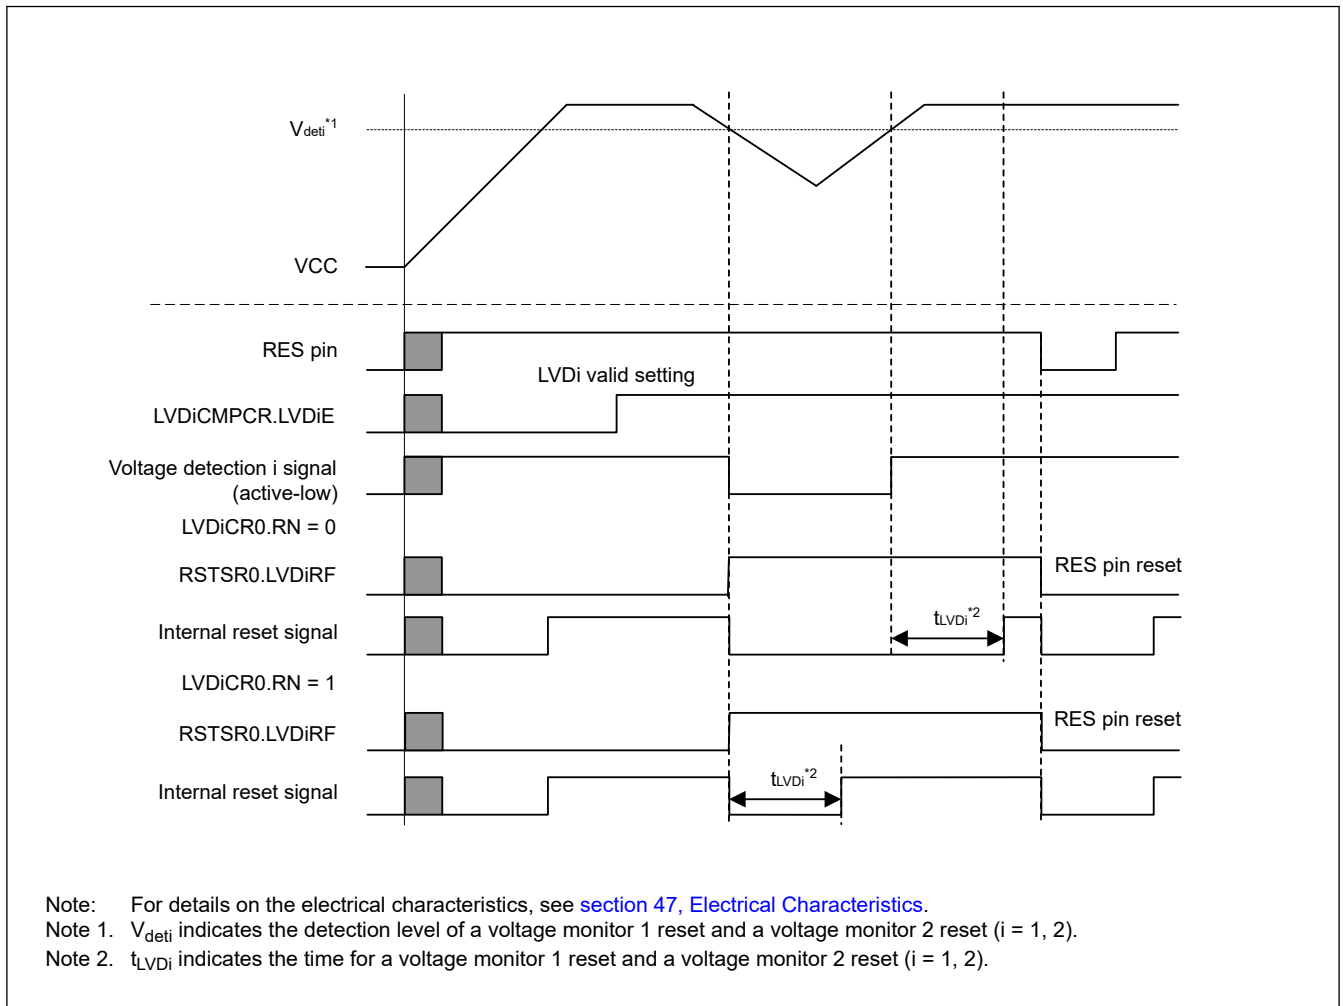 Vdeti*1
VCC
RES pin
LVDi valid setting
LVDiCMPCR.LVDiE
Voltage detection i signal
(active-low)
LVDiCR0.RN = 0
RSTSR0.LVDiRF
RES pin reset
Internal reset signal
tLVDi*2
LVDiCR0.RN = 1
RSTSR0.LVDiRF
RES pin reset
Internal reset signal
tLVDi*2
Note: For details on the electrical characteristics, see section 47, Electrical Characteristics.
Note 1. Vdeti indicates the detection level of a voltage monitor 1 reset and a voltage monitor 2 reset (i = 1, 2).
Note 2. tLVDi indicates the time for a voltage monitor 1 reset and a voltage monitor 2 reset (i = 1, 2).